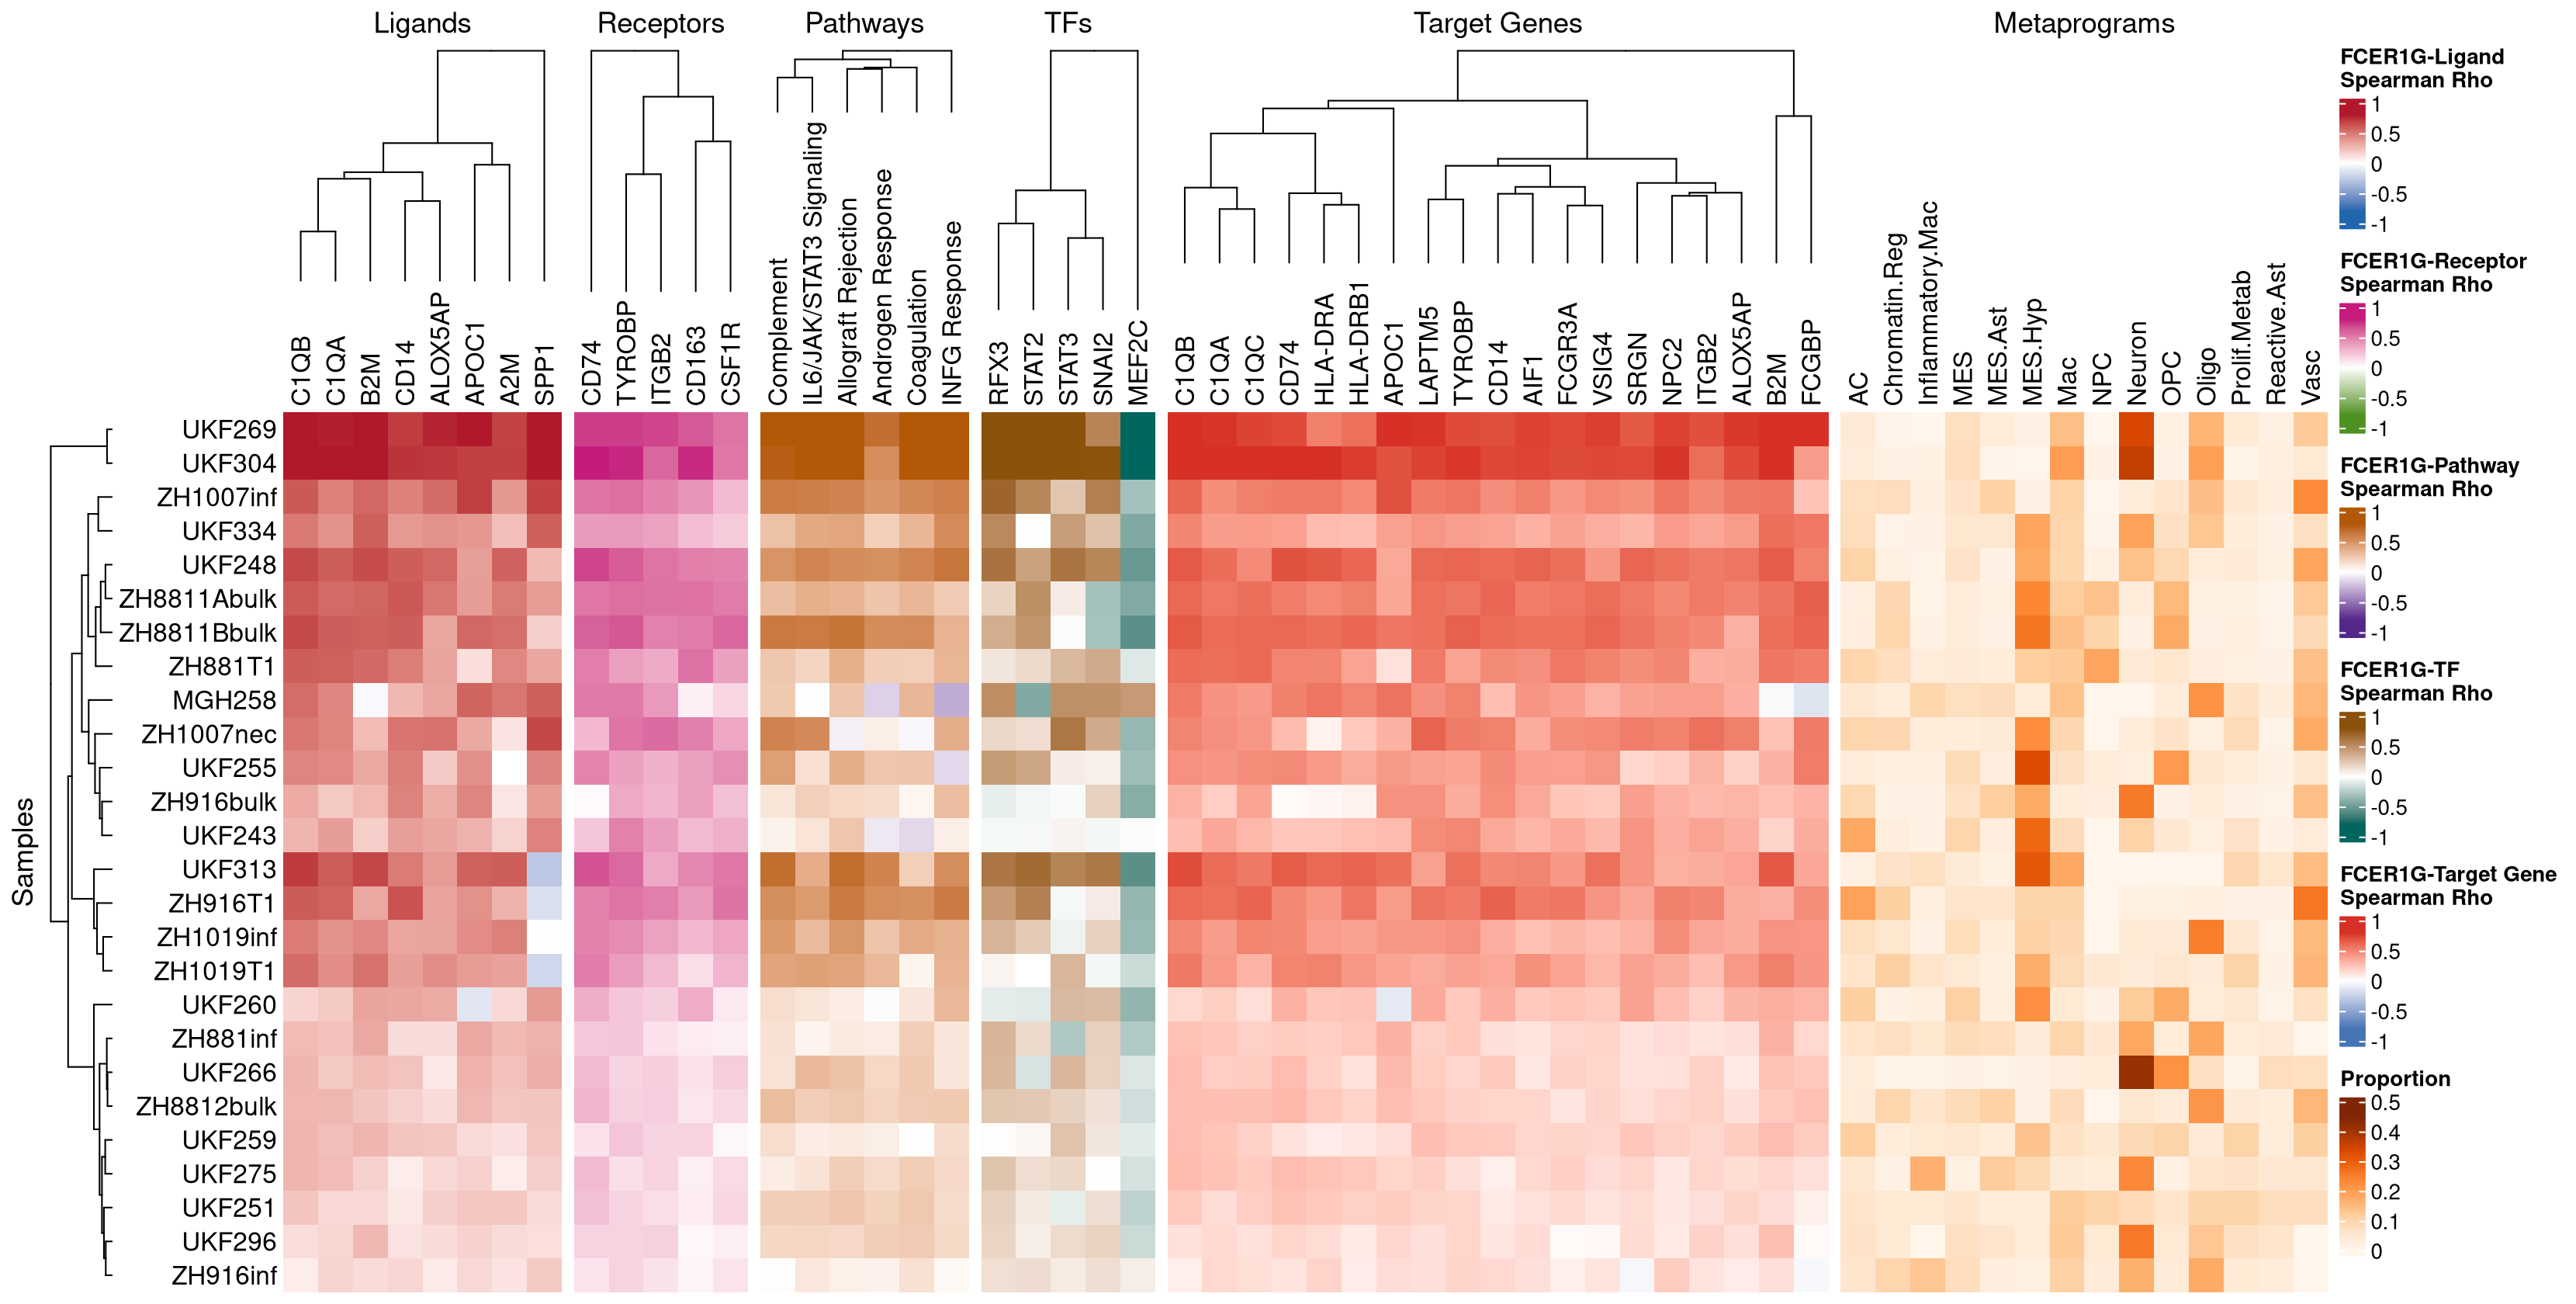 Ligands
Receptors
Pathways
TFs
Target Genes
Metaprograms
C1QB
C1QA
B2M
CD14
ALOX5AP
APOC1
A2M
SPP1
CD74
TYROBP
ITGB2
CD163
CSF1R
Complement
IL6/JAK/STAT3 Signaling
Allograft Rejection
Androgen Response
Coagulation
INFG Response
RFX3
STAT2
STAT3
SNAI2
MEF2C
C1QB
C1QA
C1QC
CD74
HLA-DRA
HLA-DRB1
APOC1
LAPTM5
TYROBP
CD14
AIF1
FCGR3A
VSIG4
SRGN
NPC2
ITGB2
ALOX5AP
B2M
FCGBP
AC
Chromatin.Reg
Inflammatory.Mac
MES
MES.Ast
MES.Hyp
Mac
NPC
Neuron
OPC
Oligo
Prolif.Metab
Reactive.Ast
Vasc
Samples
UKF269
UKF304
ZH1007inf
UKF334
UKF248
ZH8811Abulk
ZH8811Bbulk
ZH881T1
MGH258
ZH1007nec
UKF255
ZH916bulk
UKF243
UKF313
ZH916T1
ZH1019inf
ZH1019T1
UKF260
ZH881inf
UKF266
ZH8812bulk
UKF259
UKF275
UKF251
UKF296
ZH916inf
FCER1G-Ligand
Spearman Rho
1
0.5
0
-0.5
-1
FCER1G-Receptor
Spearman Rho
1
0.5
0
-0.5
-1
FCER1G-Pathway
Spearman Rho
1
0.5
0
-0.5
-1
FCER1G-TF
Spearman Rho
1
0.5
0
-0.5
-1
FCER1G-Target Gene
Spearman Rho
1
0.5
0
-0.5
-1
Proportion
0.5
0.4
0.3
0.2
0.1
0